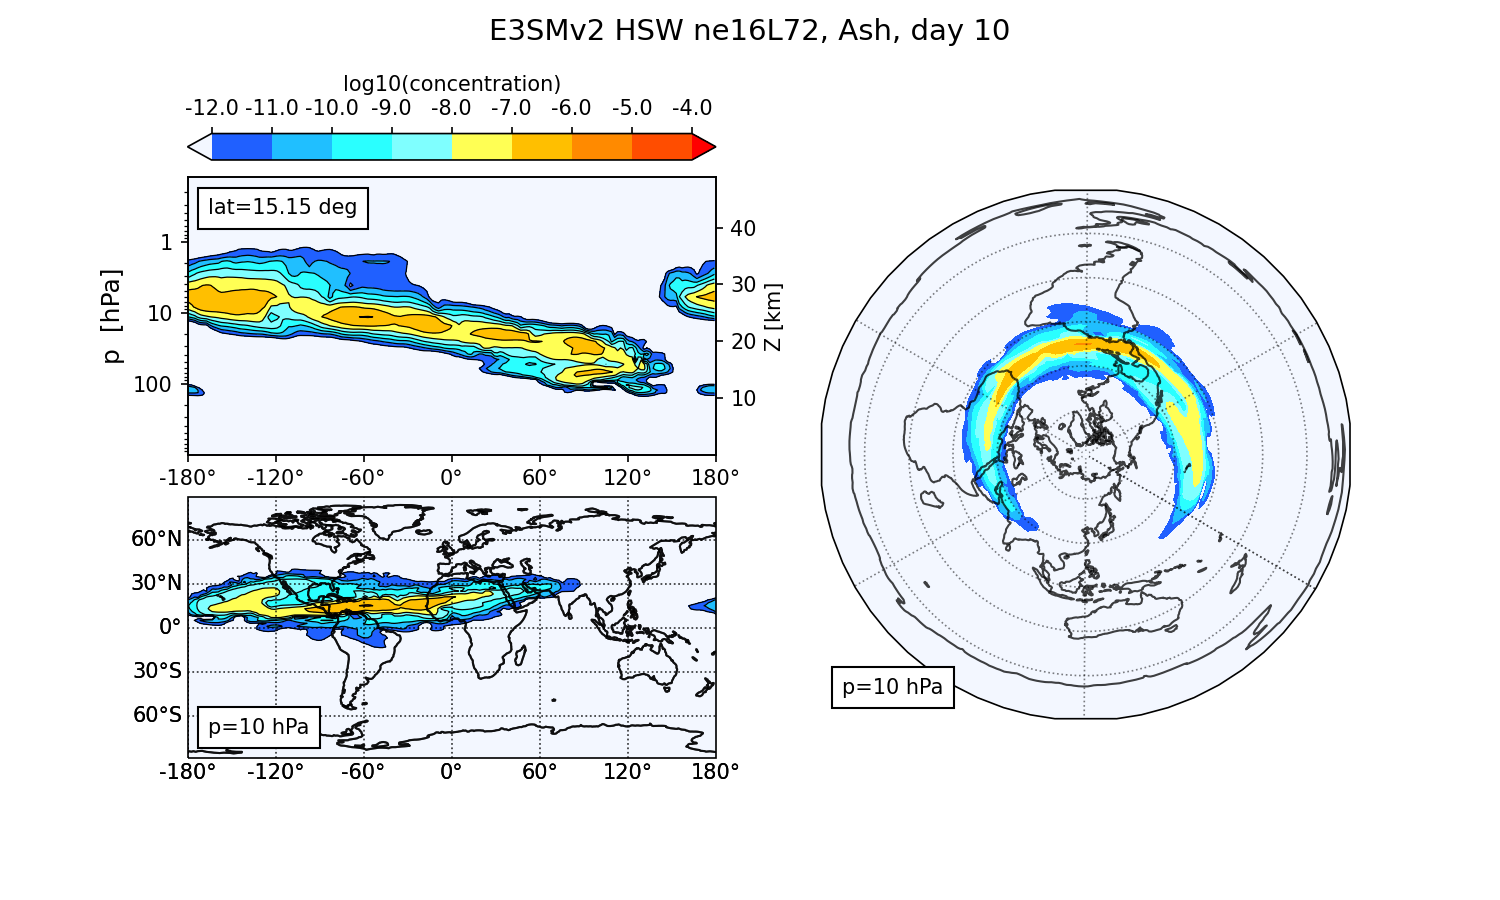 E3SMv2 HSW ne16L72, Ash, day 10
log10(concentration)
-12.0 -11.0 -10.0 -9.0 -8.0 -7.0 -6.0 -5.0 -4.0
lat=15.15 deg
1
10
100
p [hPa]
40
30
20
10
Z [km]
-180° -120° -60° 0° 60° 120° 180°
60°N
30°N
0°
30°S
60°S
p=10 hPa
-180° -120° -60° 0° 60° 120° 180°
p=10 hPa